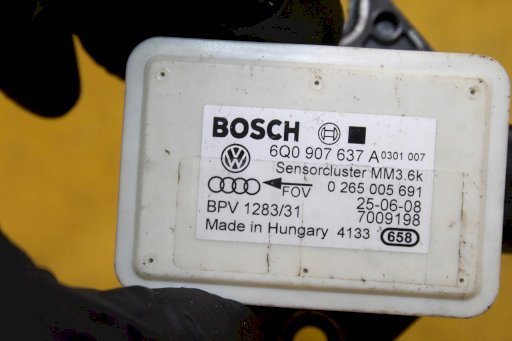 BOSCH
6Q0 907 637 A 0301 007
Sensorcluster MM3.6k
FOV 0 265 005 691
BPV 1283/31 25-06-08
7009198
Made in Hungary 4133 658